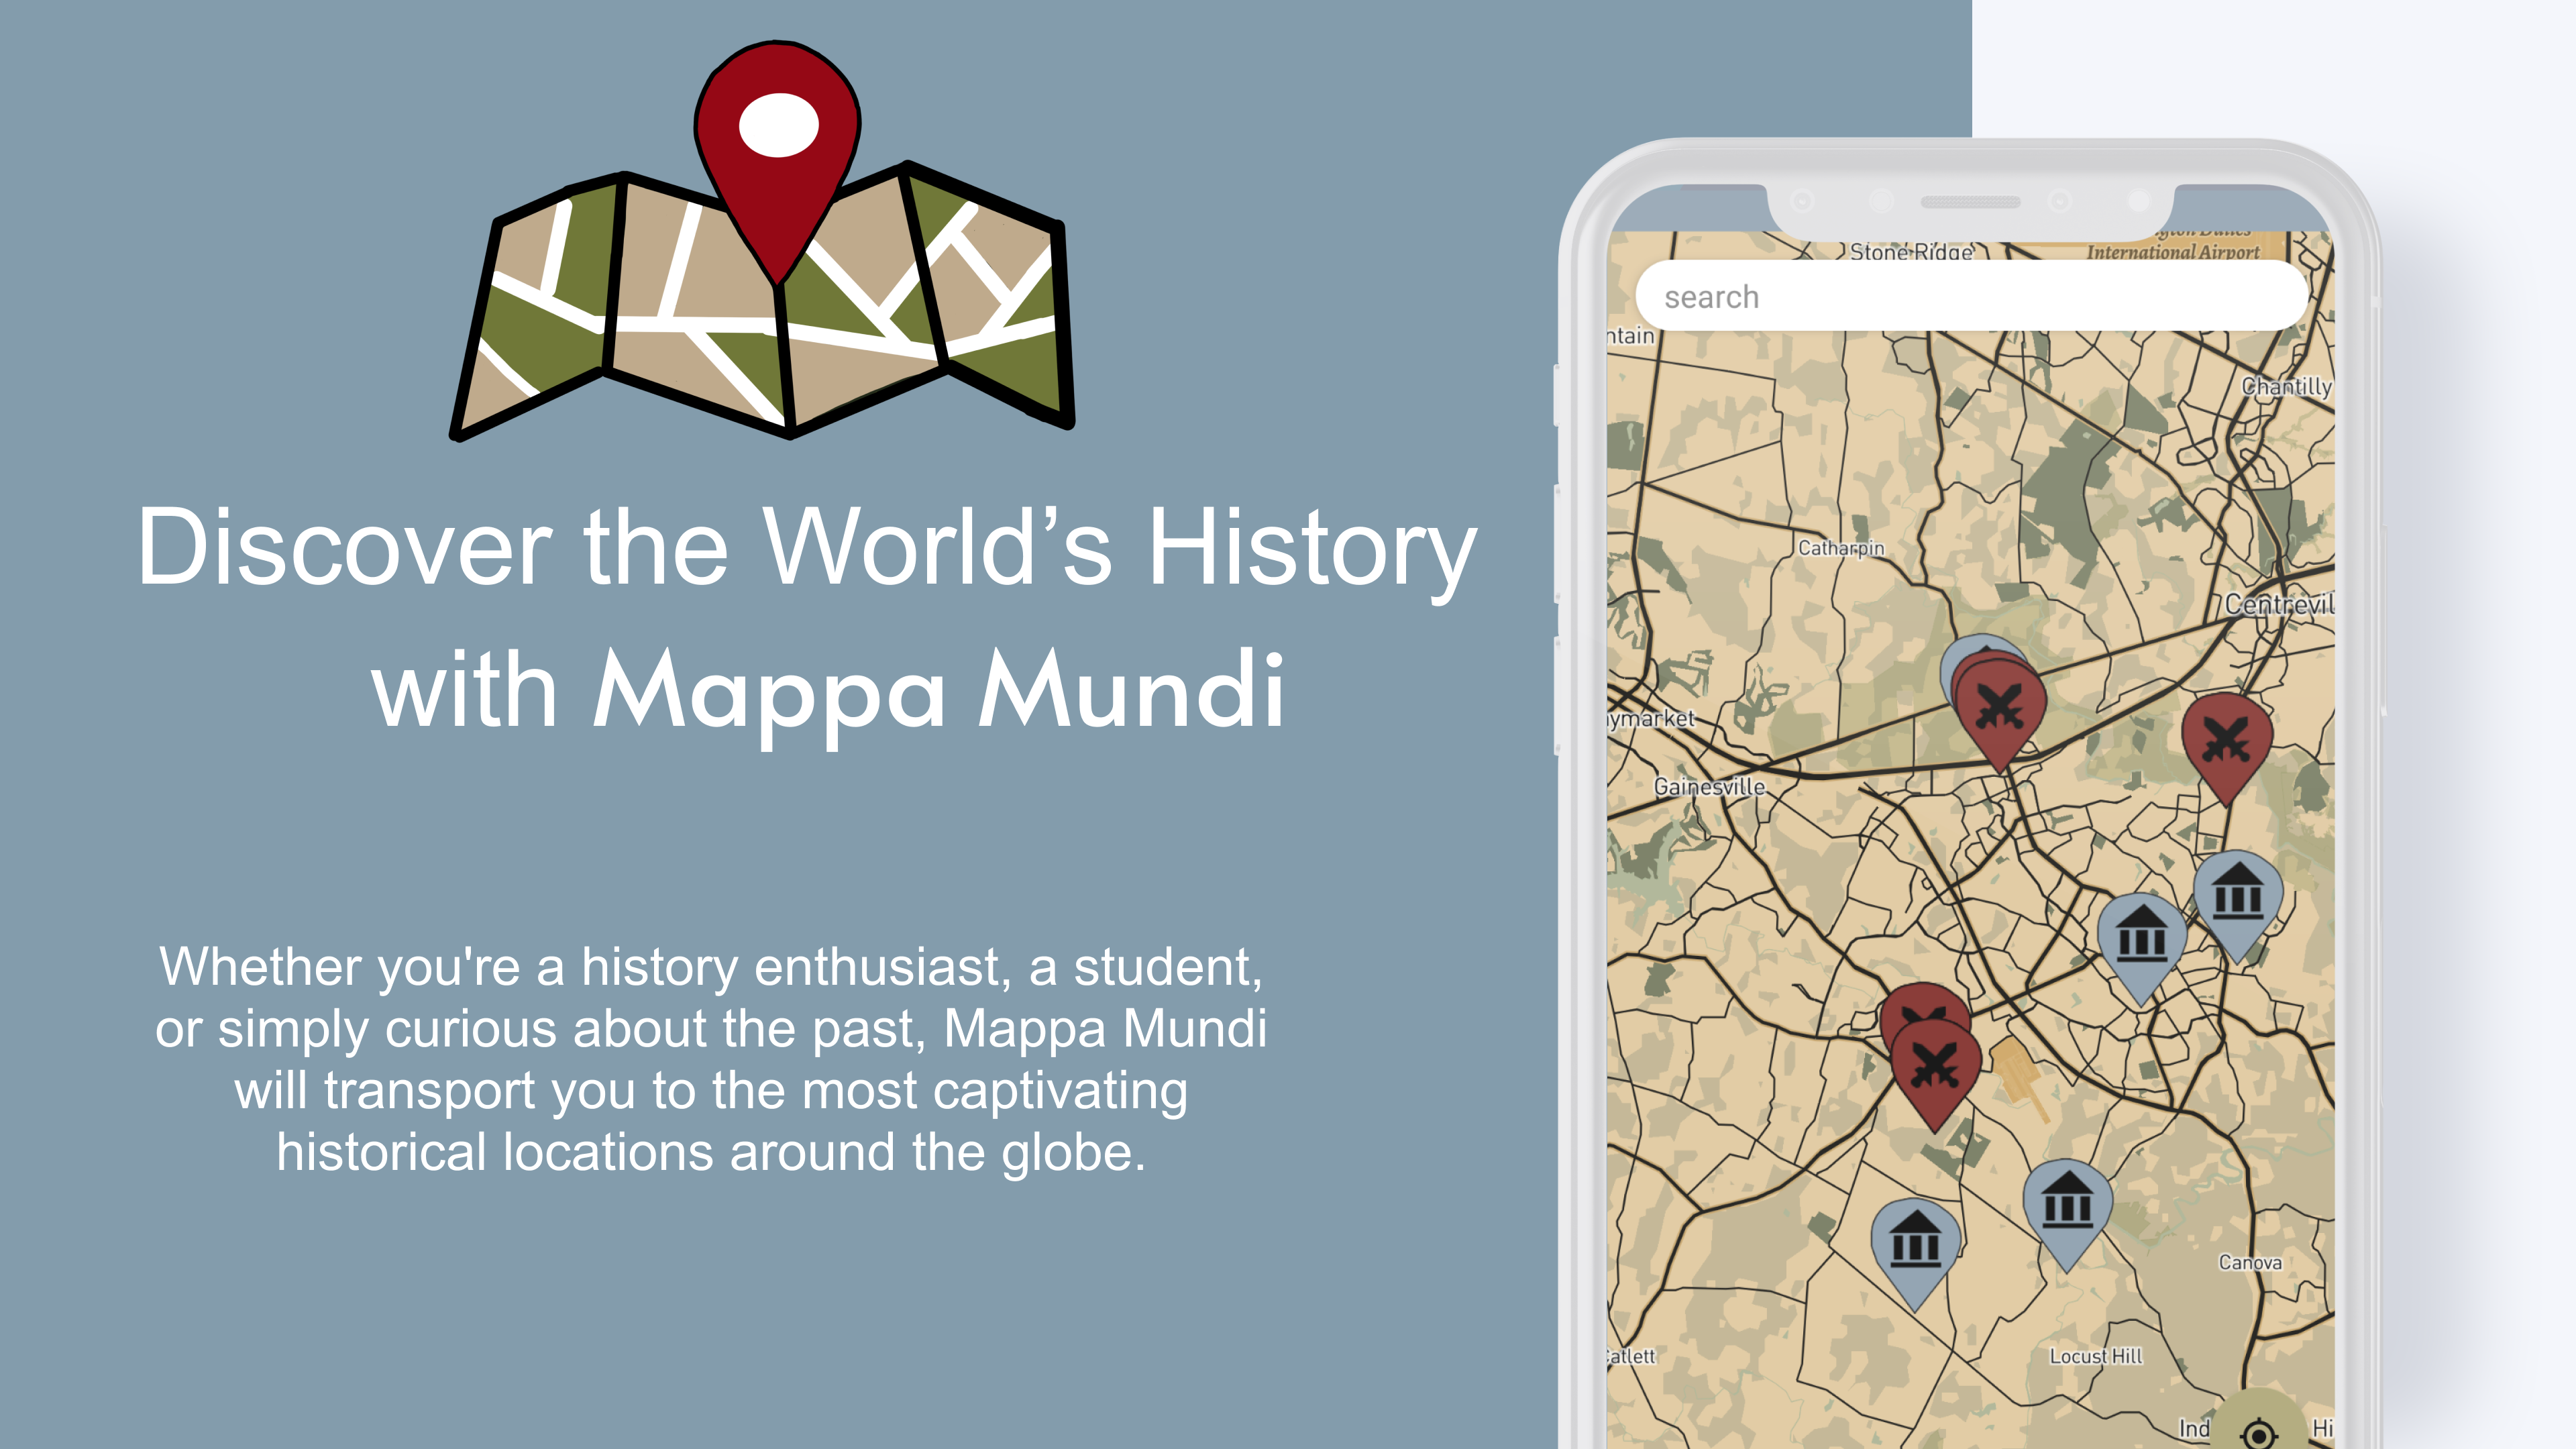 Discover the World’s History
with Mappa Mundi
Whether you're a history enthusiast, a student,
or simply curious about the past, Mappa Mundi
will transport you to the most captivating
historical locations around the globe.
Stone Ridge
International Airport
search
ntain
Chantilly
Catharpin
Centrevil
ymarket
Gainesville
Canova
atlett
Locust Hill
Ind
Hi